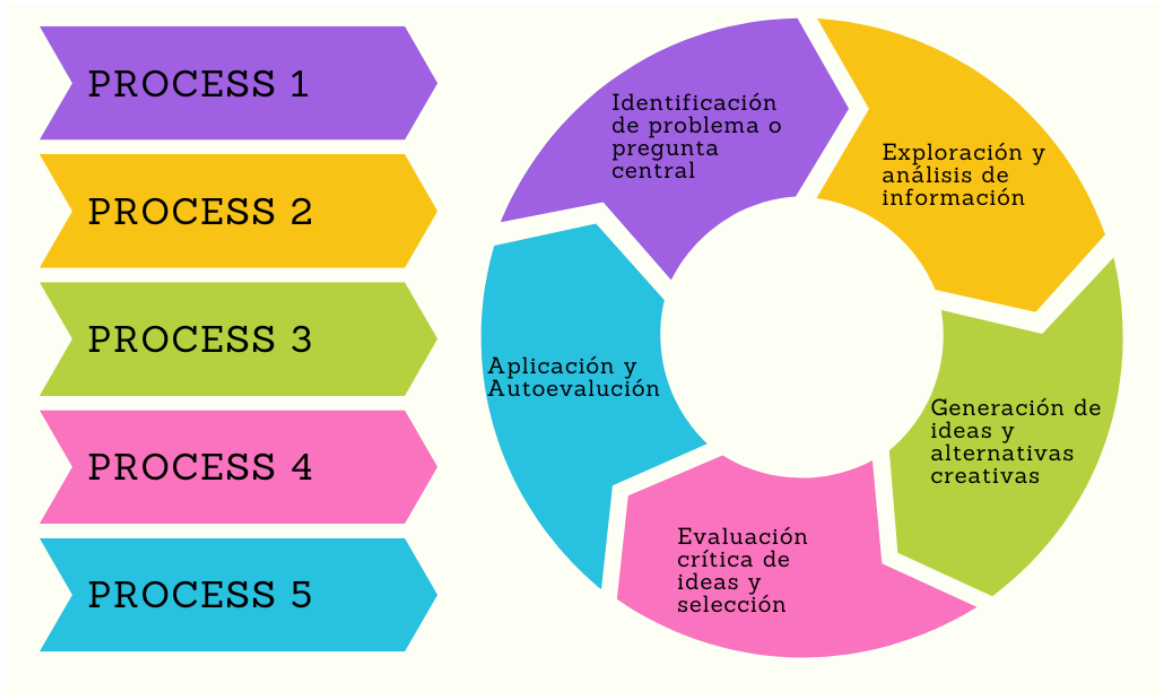 PROCESS 1
PROCESS 2
PROCESS 3
PROCESS 4
PROCESS 5
Identificación
de problema o
pregunta
central
Exploración y
análisis de
información
Generación de
ideas y
alternativas
creativas
Evaluación
crítica de
ideas y
selección
Aplicación y
Autoevalución